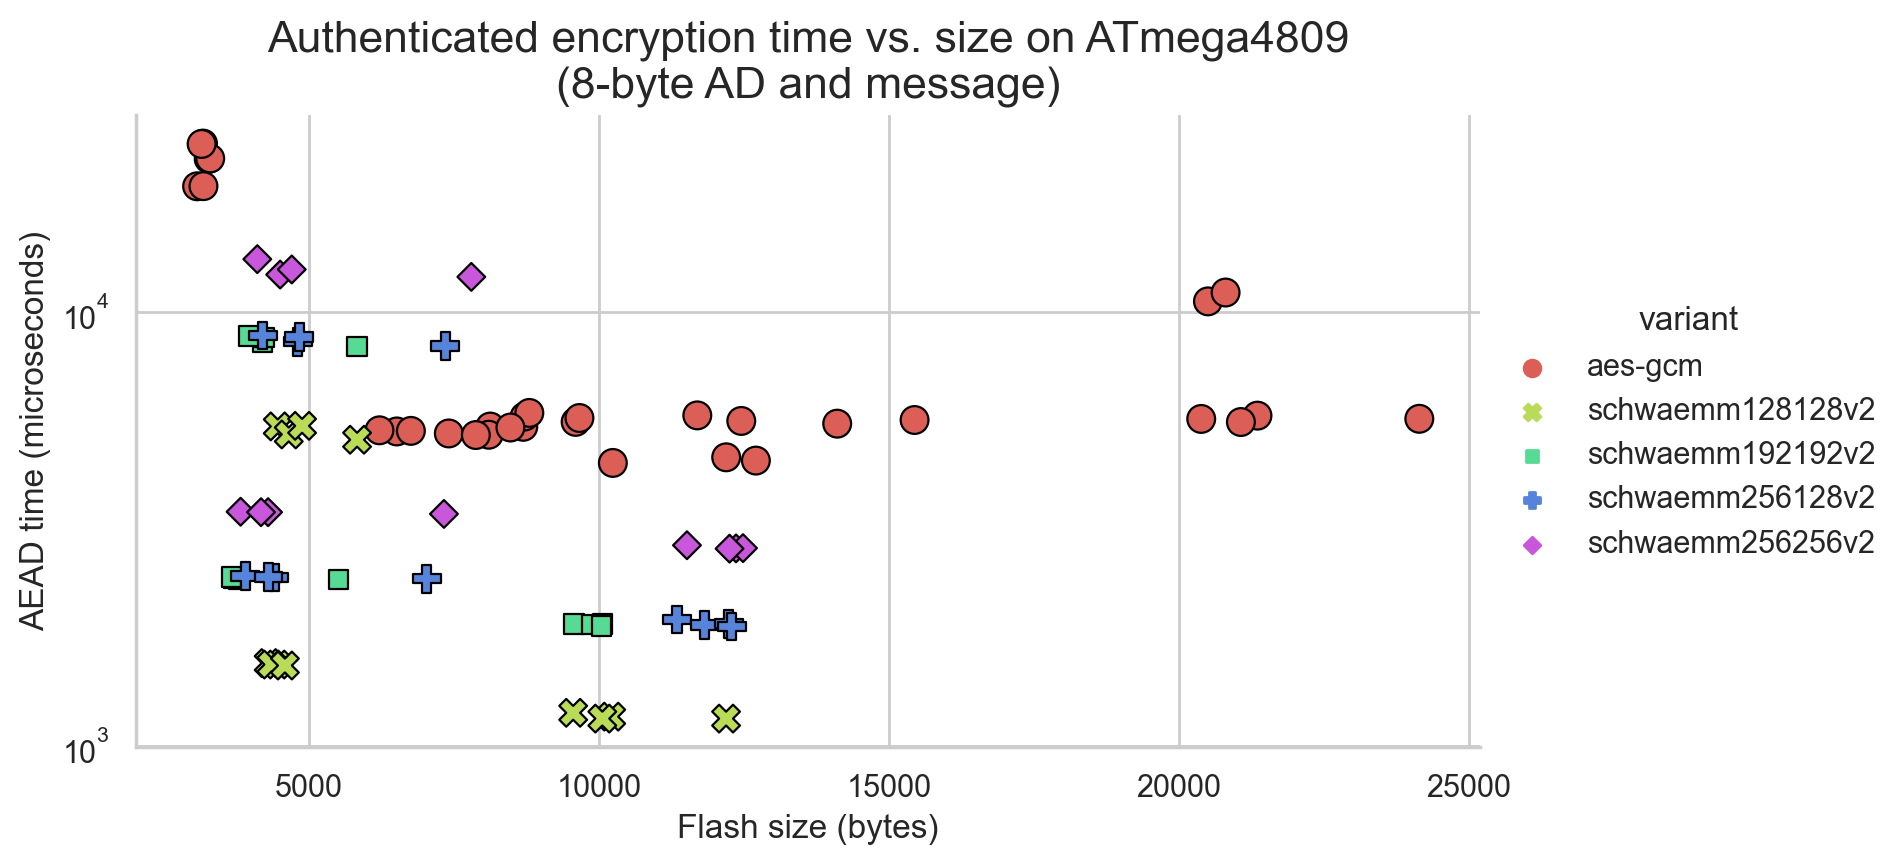 Authenticated encryption time vs. size on ATmega4809
(8-byte AD and message)
AEAD time (microseconds)
10^4
10^3
5000
10000
15000
20000
25000
Flash size (bytes)
variant
aes-gcm
schwaemm128128v2
schwaemm192192v2
schwaemm256128v2
schwaemm256256v2